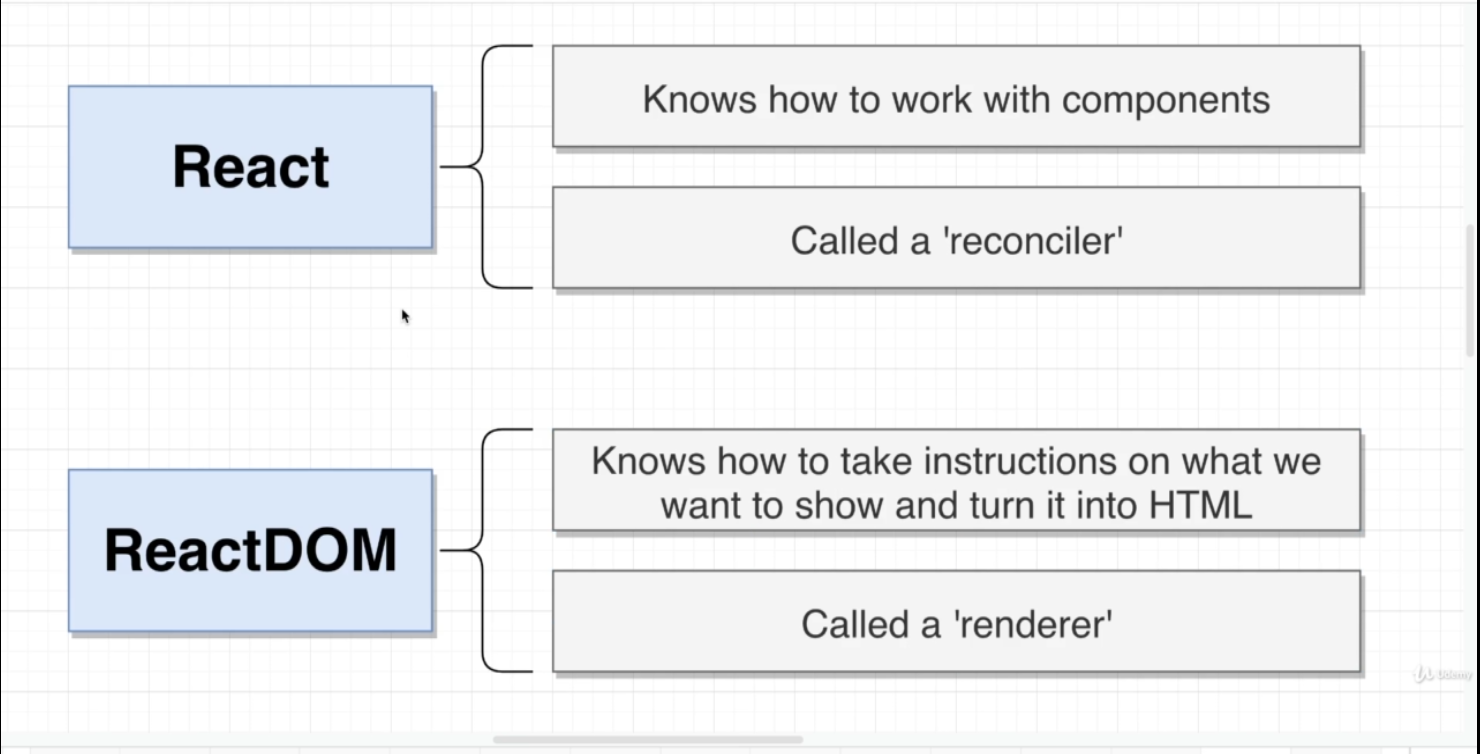 React
Knows how to work with components
Called a 'reconciler'
ReactDOM
Knows how to take instructions on what we
want to show and turn it into HTML
Called a 'renderer'
Udemy